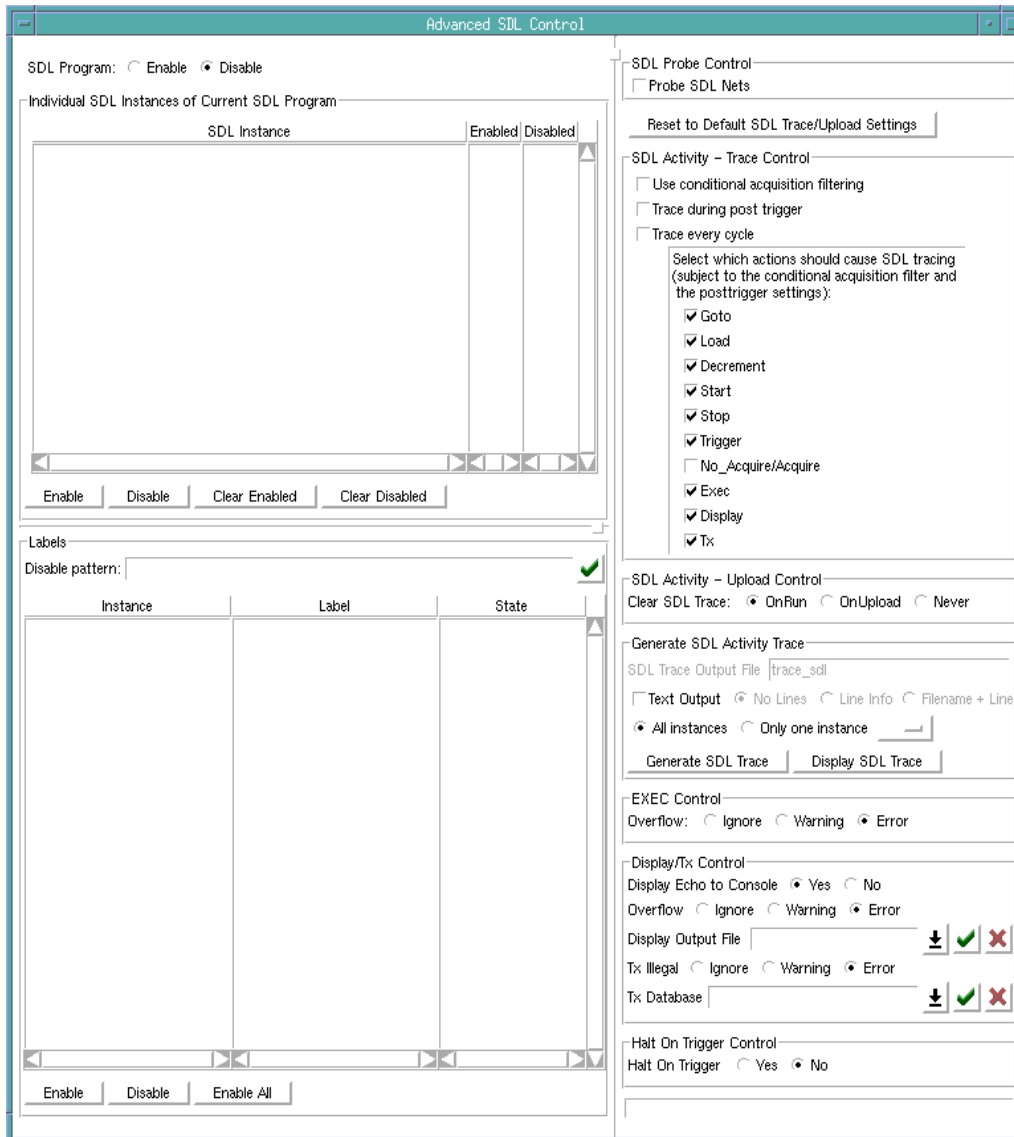 Advanced SDL Control
SDL Program: Enable Disable
Individual SDL Instances of Current SDL Program
SDL Instance Enabled Disabled
Enable Disable Clear Enabled Clear Disabled
Labels
Disable pattern:
Instance Label State
Enable Disable Enable All
SDL Probe Control
Probe SDL Nets
Reset to Default SDL Trace/Upload Settings
SDL Activity - Trace Control
Use conditional acquisition filtering
Trace during post trigger
Trace every cycle
Select which actions should cause SDL tracing
(subject to the conditional acquisition filter and
the posttrigger settings):
Goto
Load
Decrement
Start
Stop
Trigger
No_Acquire/Acquire
Exec
Display
Tx
SDL Activity - Upload Control
Clear SDL Trace: OnRun OnUpload Never
Generate SDL Activity Trace
SDL Trace Output File trace_sdl
Text Output No Lines Line Info Filename + Line
All instances Only one instance
Generate SDL Trace Display SDL Trace
EXEC Control
Overflow: Ignore Warning Error
Display/Tx Control
Display Echo to Console Yes No
Overflow Ignore Warning Error
Display Output File
Tx Illegal Ignore Warning Error
Tx Database
Halt On Trigger Control
Halt On Trigger Yes No